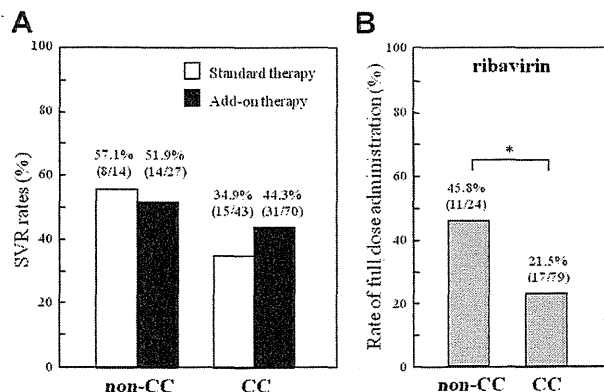 A
100
80
60
40
20
0
SVR rates (%)
Standard therapy
Add-on therapy
57.1% 51.9%
(8/14) (14/27)
34.9% 44.3%
(15/43) (31/70)
non-CC CC
B
100
80
60
40
20
0
Rate of full dose administration (%)
ribavirin
*
45.8%
(11/24)
21.5%
(17/79)
non-CC CC